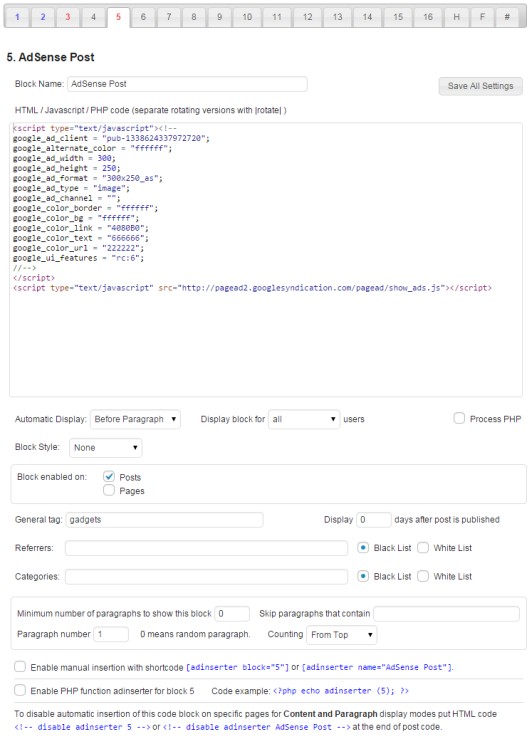 1 2 3 4 5 6 7 8 9 10 11 12 13 14 15 16 H F #
5. AdSense Post
Block Name: AdSense Post Save All Settings
HTML / Javascript / PHP code (separate rotating versions with |rotate| )
<script type="text/javascript"><!--
google_ad_client = "pub-1338624337972720";
google_alternate_color = "ffffff";
google_ad_width = 300;
google_ad_height = 250;
google_ad_format = "300x250_as";
google_ad_type = "image";
google_ad_channel = "";
google_color_border = "ffffff";
google_color_bg = "ffffff";
google_color_link = "4080B0";
google_color_text = "666666";
google_color_url = "222222";
google_ui_features = "rc:6";
//-->
</script>
<script type="text/javascript" src="http://pagead2.googlesyndication.com/pagead/show_ads.js"></script>
Automatic Display: Before Paragraph Display block for all users Process PHP
Block Style: None
Block enabled on: Posts
Pages
General tag: gadgets Display 0 days after post is published
Referrers: Black List White List
Categories: Black List White List
Minimum number of paragraphs to show this block 0 Skip paragraphs that contain
Paragraph number 1 0 means random paragraph. Counting From Top
Enable manual insertion with shortcode [adinserter block="5"] or [adinserter name="AdSense Post"].
Enable PHP function adinserter for block 5 Code example: <?php echo adinserter (5); ?>
To disable automatic insertion of this code block on specific pages for Content and Paragraph display modes put HTML code
<!-- disable adinserter 5 --> or <!-- disable adinserter AdSense Post --> at the end of post code.